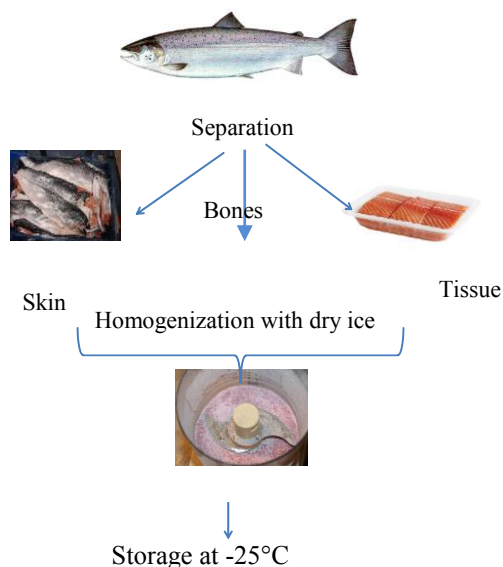 Separation
Bones
Skin
Tissue
Homogenization with dry ice
Storage at -25°C